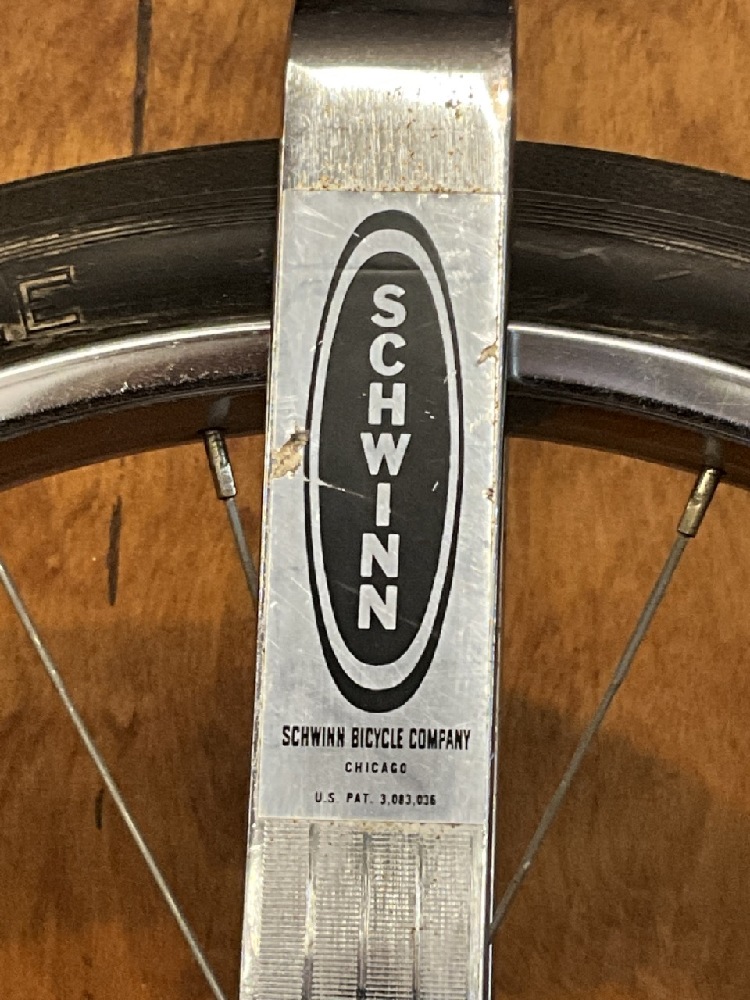 SCHWINN
SCHWINN BICYCLE COMPANY
CHICAGO
U.S. PAT. 3,083,036